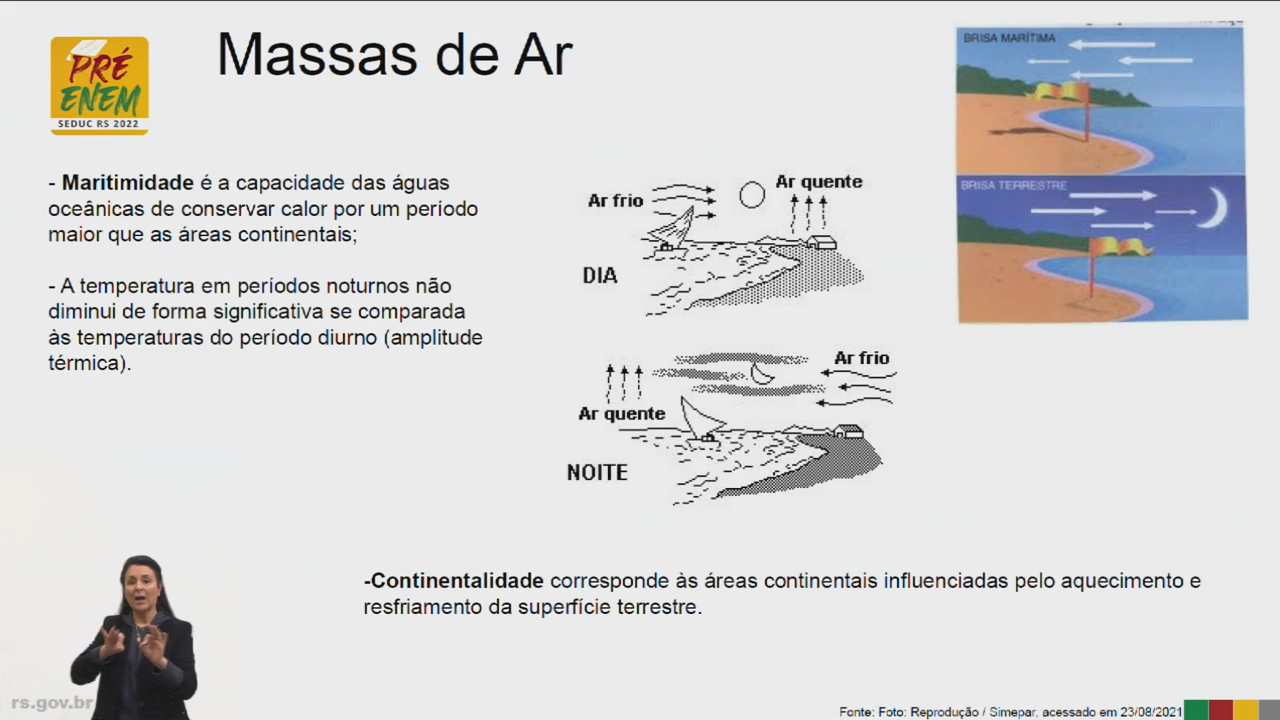 Massas de Ar
PRÉ
ENEM
SEDUC RS 2022
- Maritimidade é a capacidade das águas
oceânicas de conservar calor por um período
maior que as áreas continentais;
- A temperatura em períodos noturnos não
diminui de forma significativa se comparada
às temperaturas do período diurno (amplitude
térmica).
Ar frio
Ar quente
DIA
Ar frio
Ar quente
NOITE
BRISA MARÍTIMA
BRISA TERRESTRE
-Continentalidade corresponde às áreas continentais influenciadas pelo aquecimento e
resfriamento da superfície terrestre.
rs.gov.br
Fonte: Foto: Reprodução / Simepar, acessado em 23/08/2021